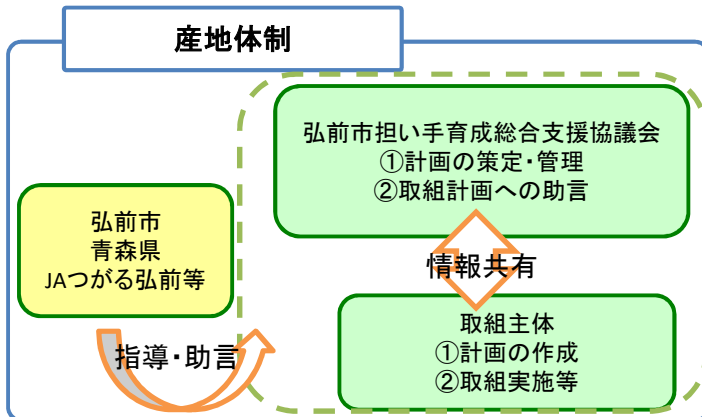 産地体制
弘前市担い手育成総合支援協議会
①計画の策定・管理
②取組計画への助言
弘前市
青森県
JAつがる弘前等
情報共有
指導・助言
取組主体
①計画の作成
②取組実施等